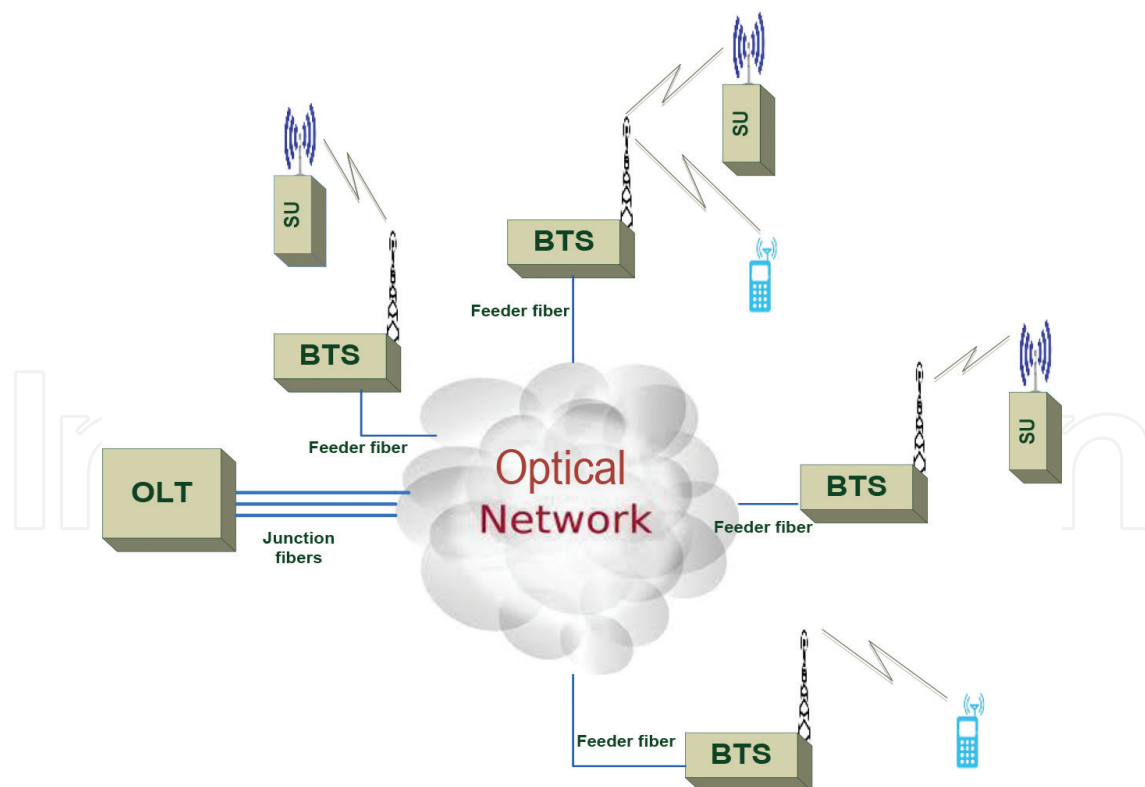 SU
SU
BTS
Feeder fiber
BTS
Feeder fiber
SU
Optical
Network
OLT
Junction
fibers
BTS
Feeder fiber
Feeder fiber
BTS